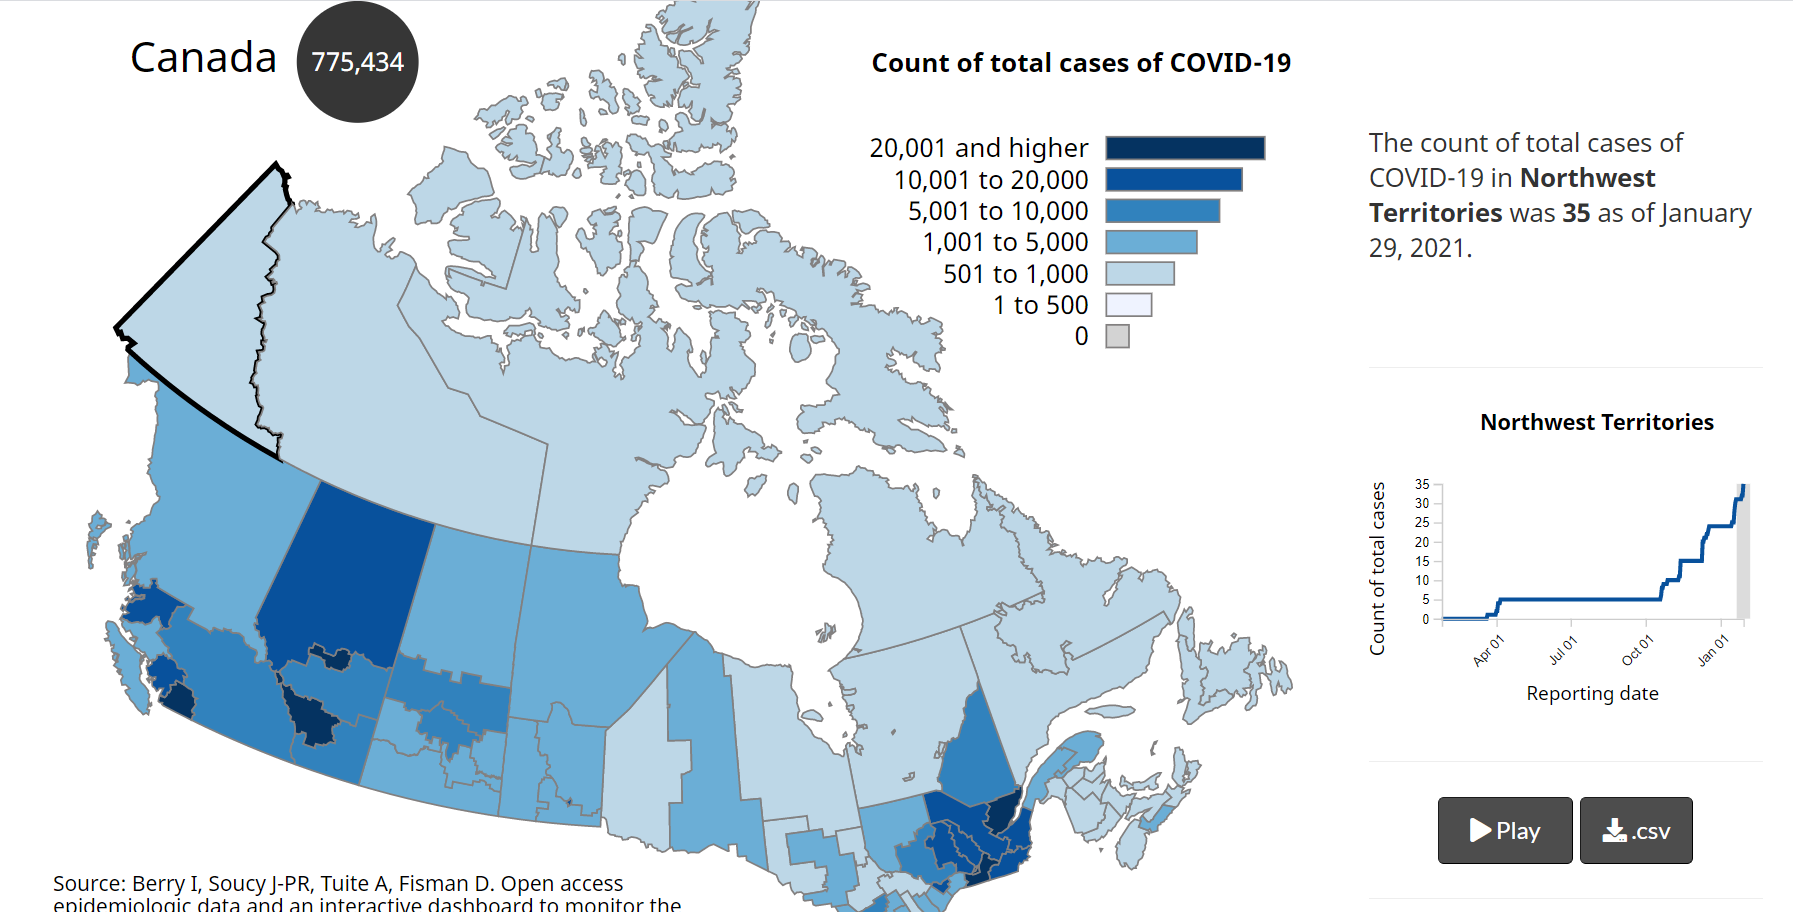 Canada
775,434
Count of total cases of COVID-19
20,001 and higher
10,001 to 20,000
5,001 to 10,000
1,001 to 5,000
501 to 1,000
1 to 500
0
The count of total cases of
COVID-19 in Northwest
Territories was 35 as of January
29, 2021.
Northwest Territories
Count of total cases
35
30
25
20
15
10
5
0
Apr 01
Jul 01
Oct 01
Jan 01
Reporting date
Play
.csv
Source: Berry I, Soucy J-PR, Tuite A, Fisman D. Open access
epidemiologic data and an interactive dashboard to monitor the